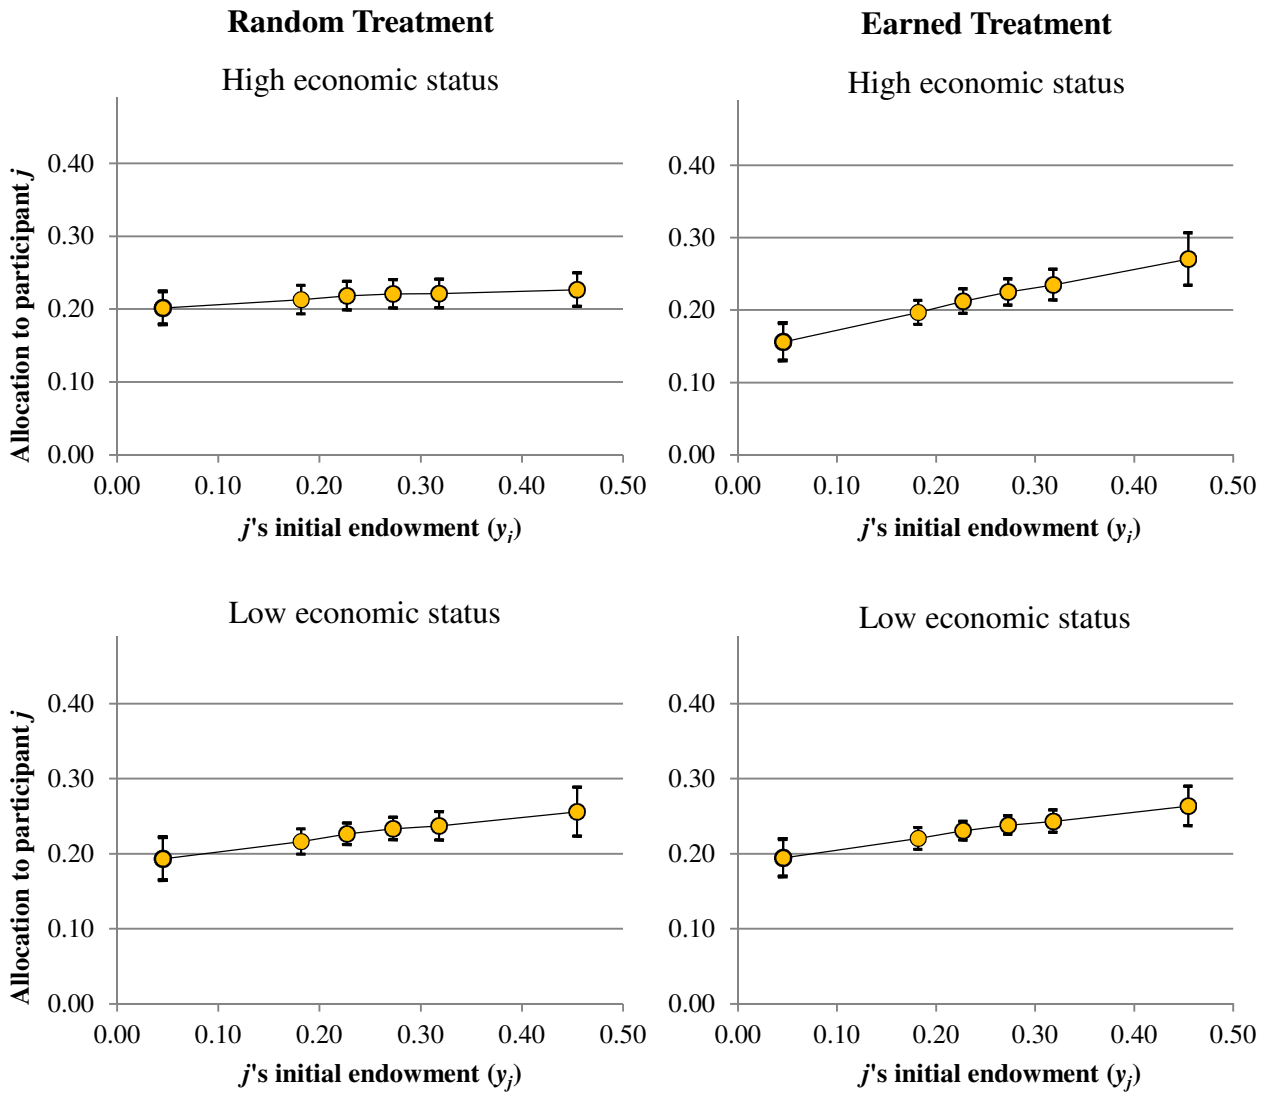 Random Treatment
Earned Treatment
High economic status
High economic status
Allocation to participant j
0.40
0.30
0.20
0.10
0.00
0.00 0.10 0.20 0.30 0.40 0.50
j's initial endowment (yj)
0.40
0.30
0.20
0.10
0.00
0.00 0.10 0.20 0.30 0.40 0.50
j's initial endowment (yj)
Low economic status
Low economic status
Allocation to participant j
0.40
0.30
0.20
0.10
0.00
0.00 0.10 0.20 0.30 0.40 0.50
j's initial endowment (yj)
0.40
0.30
0.20
0.10
0.00
0.00 0.10 0.20 0.30 0.40 0.50
j's initial endowment (yj)